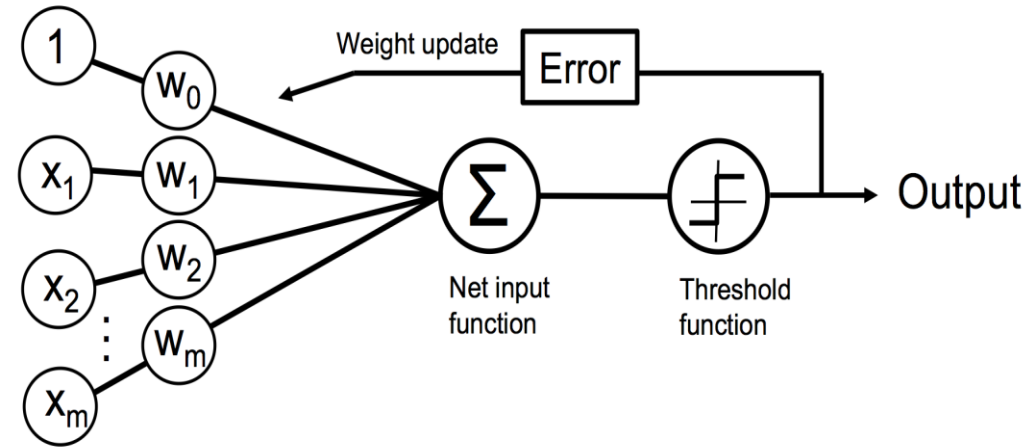 1
w0
Weight update
Error
x1
w1
Σ
Output
x2
w2
Net input
function
Threshold
function
⋮
wm
xm